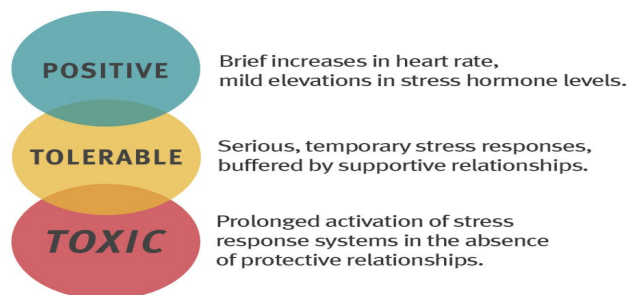 POSITIVE
Brief increases in heart rate,
mild elevations in stress hormone levels.
TOLERABLE
Serious, temporary stress responses,
buffered by supportive relationships.
TOXIC
Prolonged activation of stress
response systems in the absence
of protective relationships.